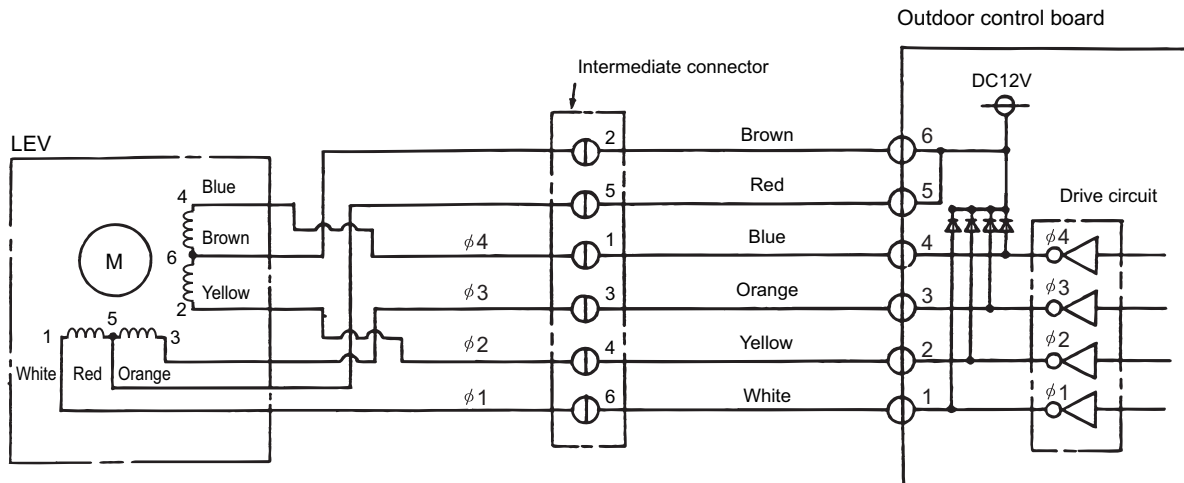 Outdoor control board
Intermediate connector
DC12V
LEV
2 Brown 6
4 Blue
5 Red 5
Drive circuit
Brown
6
M
φ4 1 Blue 4 φ4
Yellow
2
φ3 3 Orange 3 φ3
1 5 3
φ2 4 Yellow 2 φ2
White Red Orange
φ1 6 White 1 φ1